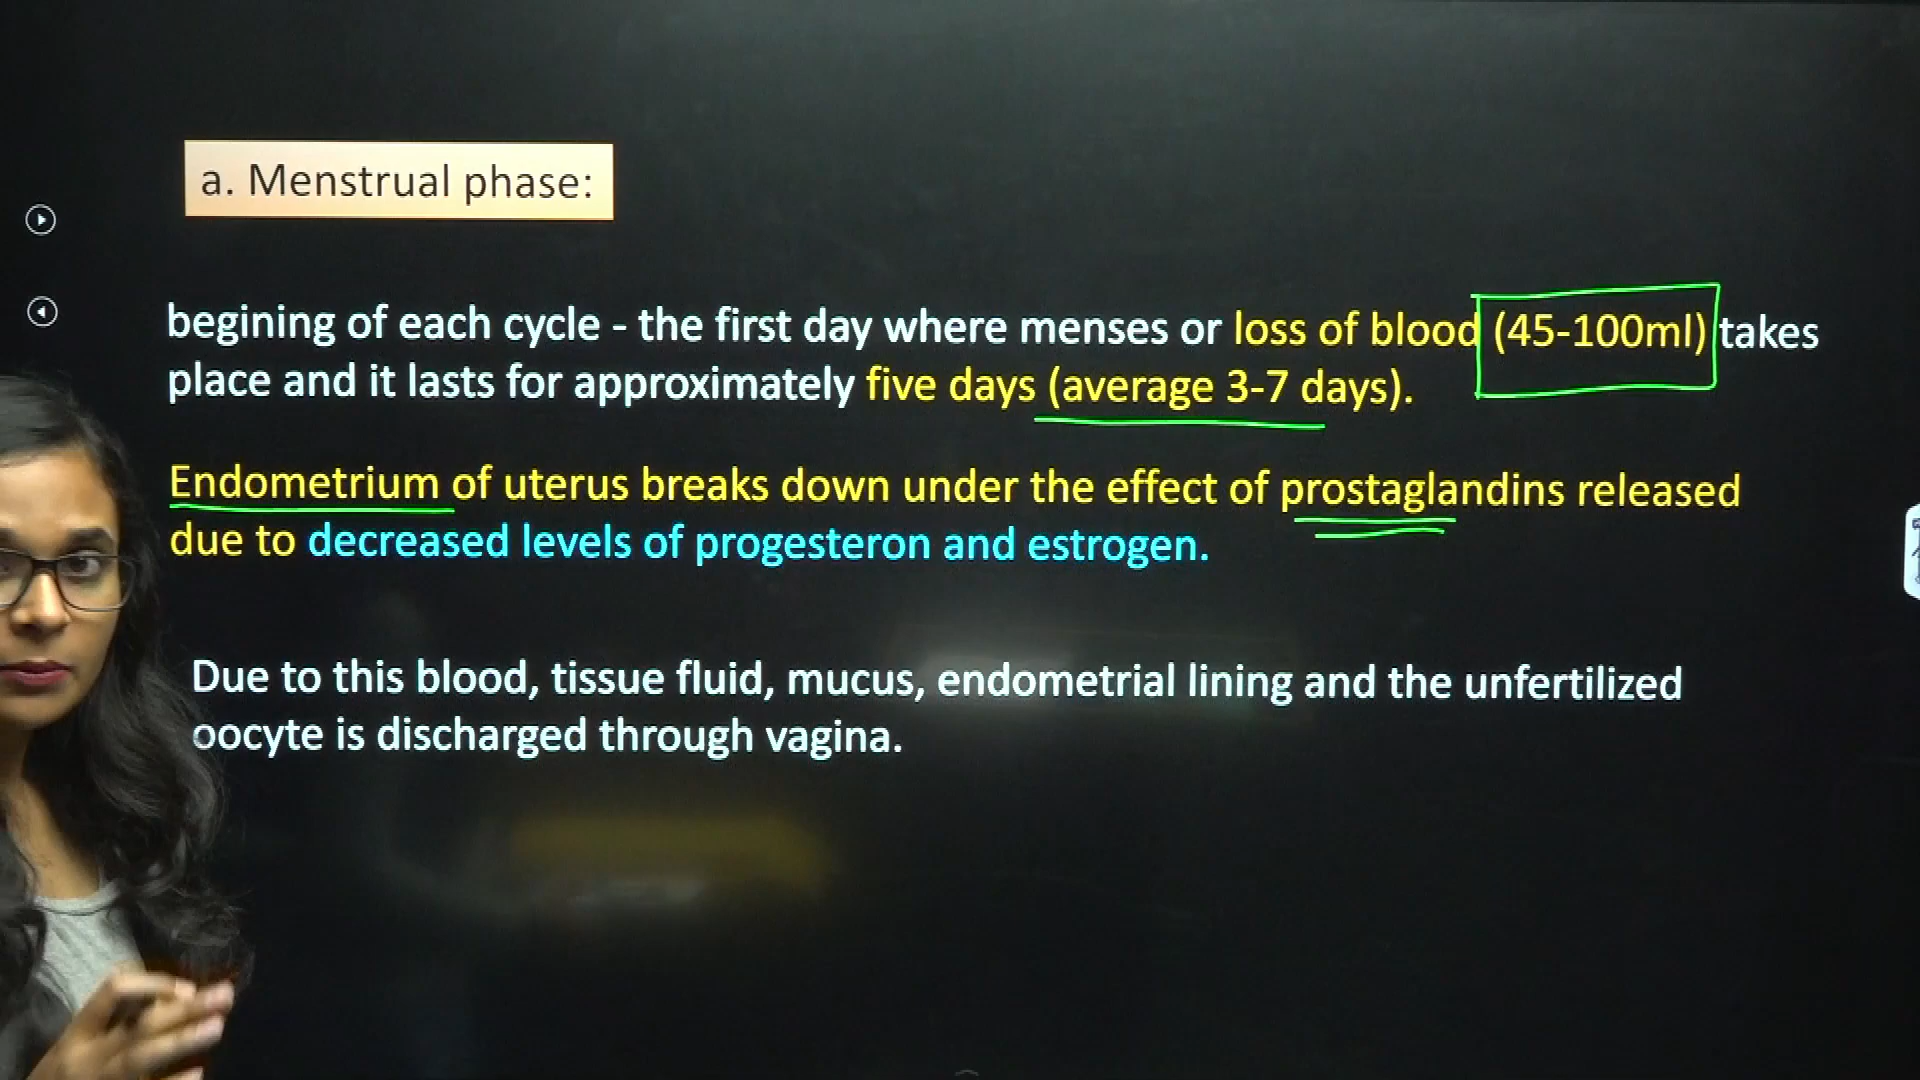 a. Menstrual phase:
begining of each cycle - the first day where menses or loss of blood (45-100ml) takes
place and it lasts for approximately five days (average 3-7 days).
Endometrium of uterus breaks down under the effect of prostaglandins released
due to decreased levels of progesteron and estrogen.
Due to this blood, tissue fluid, mucus, endometrial lining and the unfertilized
oocyte is discharged through vagina.